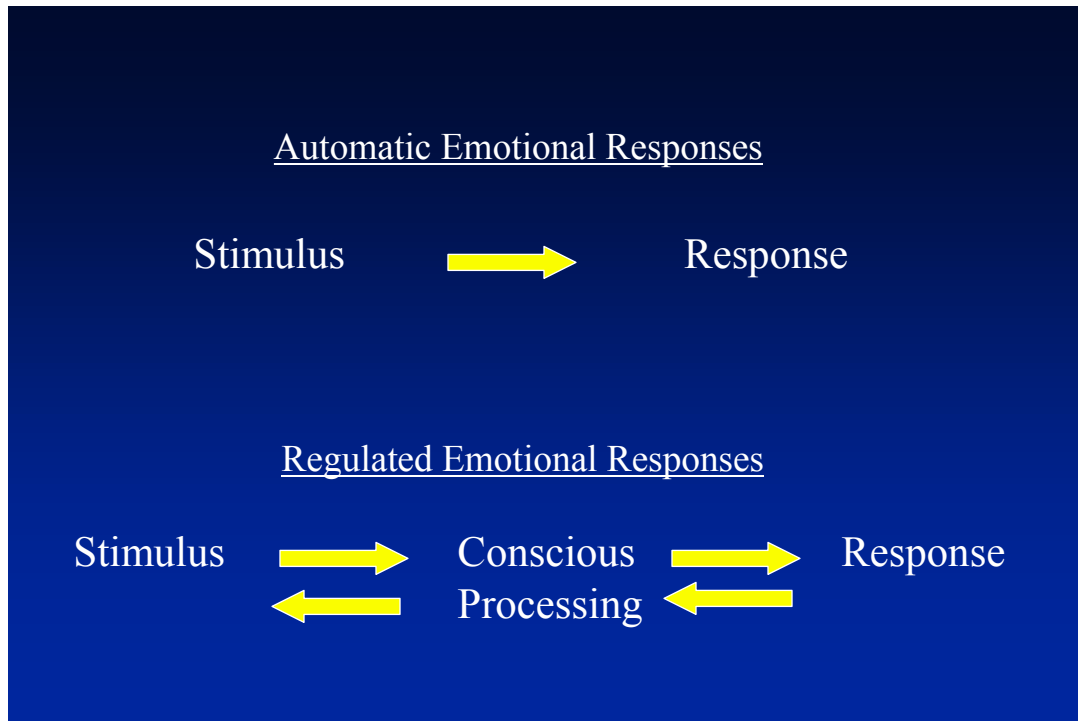 Automatic Emotional Responses
Stimulus Response
Regulated Emotional Responses
Stimulus Conscious Response
Processing